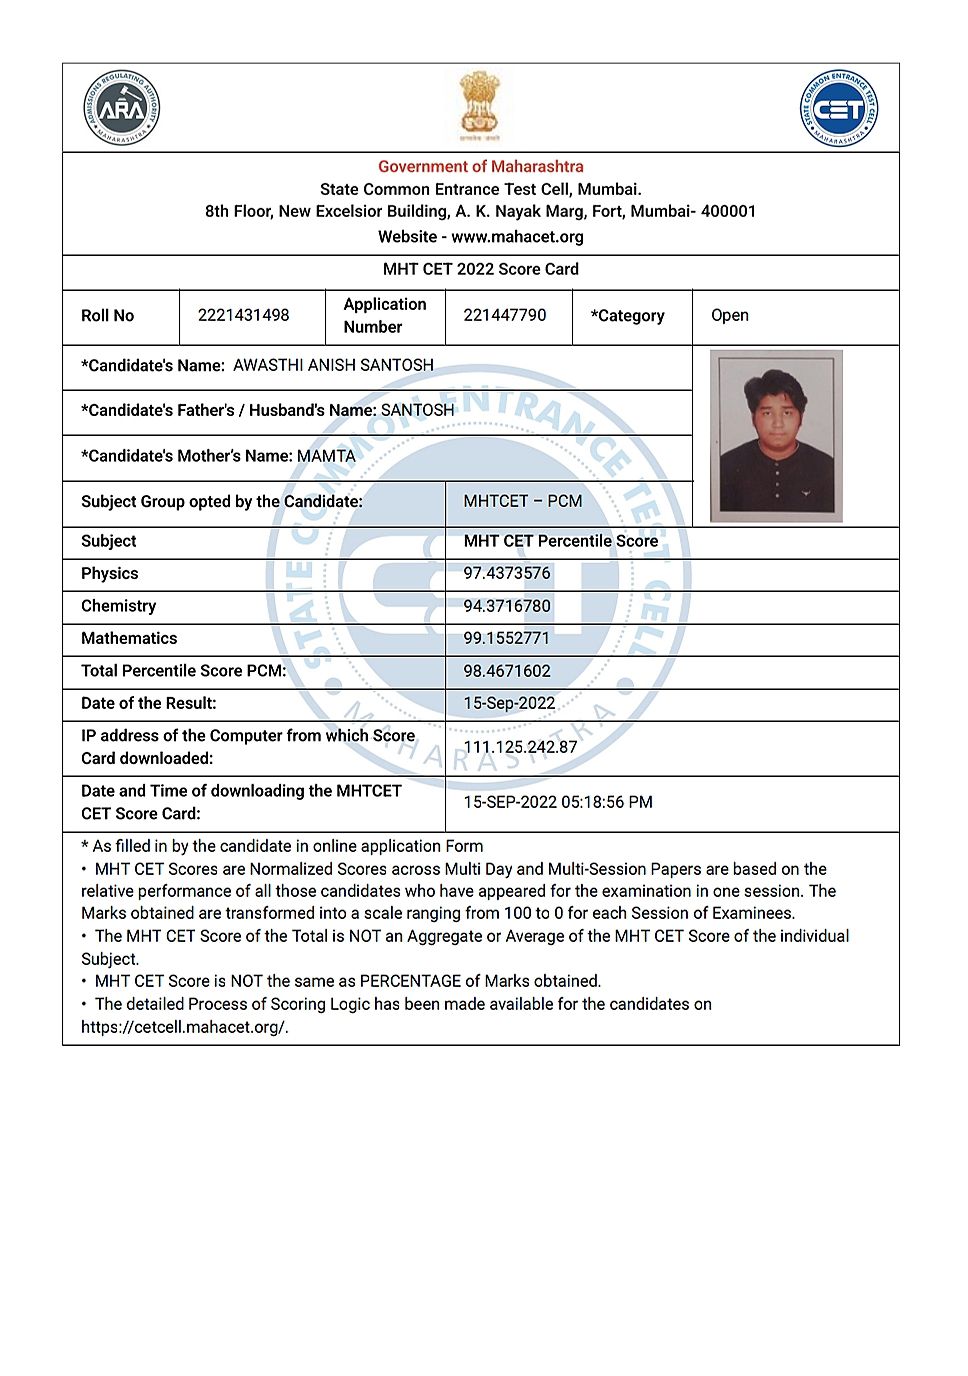 ADMISSIONS REGULATING AUTHORITY
ARA
MAHARASHTRA
STATE COMMON ENTRANCE TEST CELL
CET
MAHARASHTRA
Government of Maharashtra
State Common Entrance Test Cell, Mumbai.
8th Floor, New Excelsior Building, A. K. Nayak Marg, Fort, Mumbai- 400001
Website - www.mahacet.org
MHT CET 2022 Score Card
Roll No 2221431498 Application Number 221447790 *Category Open
*Candidate's Name: AWASTHI ANISH SANTOSH
*Candidate's Father's / Husband's Name: SANTOSH
*Candidate's Mother's Name: MAMTA
Subject Group opted by the Candidate: MHTCET – PCM
Subject MHT CET Percentile Score
Physics 97.4373576
Chemistry 94.3716780
Mathematics 99.1552771
Total Percentile Score PCM: 98.4671602
Date of the Result: 15-Sep-2022
IP address of the Computer from which Score
Card downloaded: 111.125.242.87
Date and Time of downloading the MHTCET
CET Score Card: 15-SEP-2022 05:18:56 PM
* As filled in by the candidate in online application Form
• MHT CET Scores are Normalized Scores across Multi Day and Multi-Session Papers are based on the
relative performance of all those candidates who have appeared for the examination in one session. The
Marks obtained are transformed into a scale ranging from 100 to 0 for each Session of Examinees.
• The MHT CET Score of the Total is NOT an Aggregate or Average of the MHT CET Score of the individual
Subject.
• MHT CET Score is NOT the same as PERCENTAGE of Marks obtained.
• The detailed Process of Scoring Logic has been made available for the candidates on
https://cetcell.mahacet.org/.
STATE COMMON ENTRANCE TEST CELL
CET
MAHARASHTRA